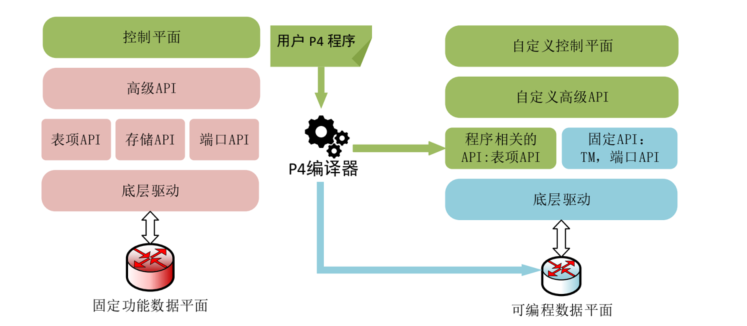 控制平面
高级API
表项API
存储API
端口API
底层驱动
固定功能数据平面
用户 P4 程序
P4编译器
自定义控制平面
自定义高级API
程序相关的
API:表项API
固定API:
TM, 端口API
底层驱动
可编程数据平面